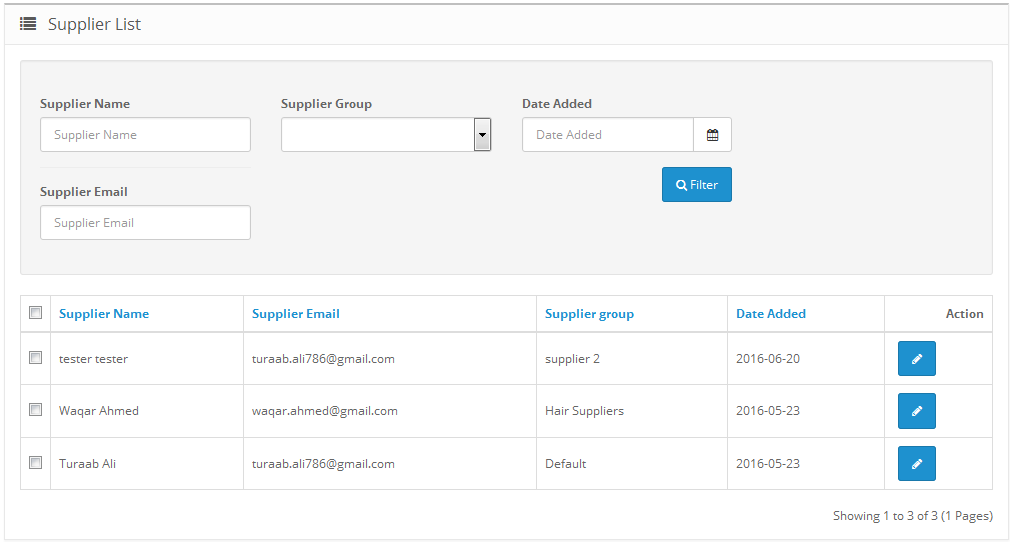 Supplier List
Supplier Name Supplier Group Date Added
Supplier Name Date Added
Filter
Supplier Email
Supplier Email
Supplier Name Supplier Email Supplier group Date Added Action
tester tester turaab.ali786@gmail.com supplier 2 2016-06-20
Waqar Ahmed waqar.ahmed@gmail.com Hair Suppliers 2016-05-23
Turaab Ali turaab.ali786@gmail.com Default 2016-05-23
Showing 1 to 3 of 3 (1 Pages)